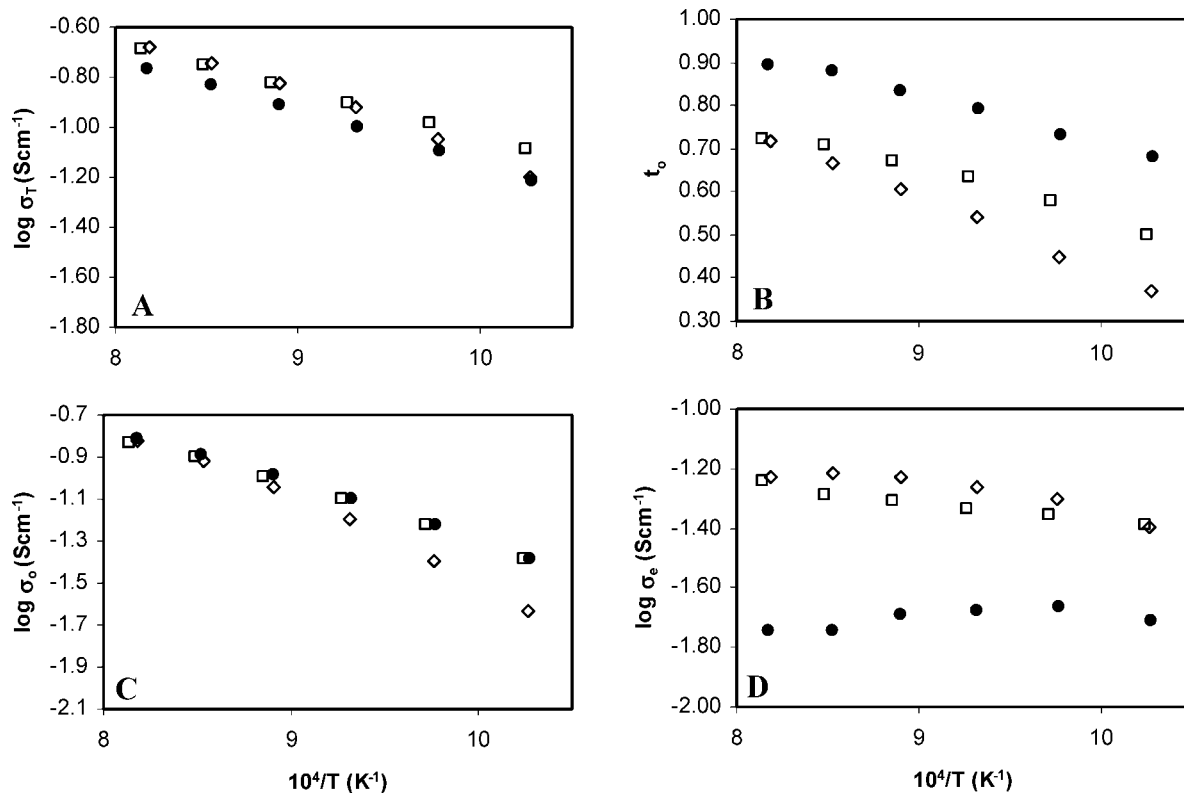 -0.60
-0.80
-1.00
-1.20
-1.40
-1.60
-1.80
log σT (Scm-1)
A
8 9 10
1.00
0.90
0.80
0.70
0.60
0.50
0.40
0.30
to
B
8 9 10
-0.7
-0.9
-1.1
-1.3
-1.5
-1.7
-1.9
-2.1
log σo (Scm-1)
C
8 9 10
10⁴/T (K-1)
-1.00
-1.20
-1.40
-1.60
-1.80
-2.00
log σe (Scm-1)
D
8 9 10
10⁴/T (K-1)